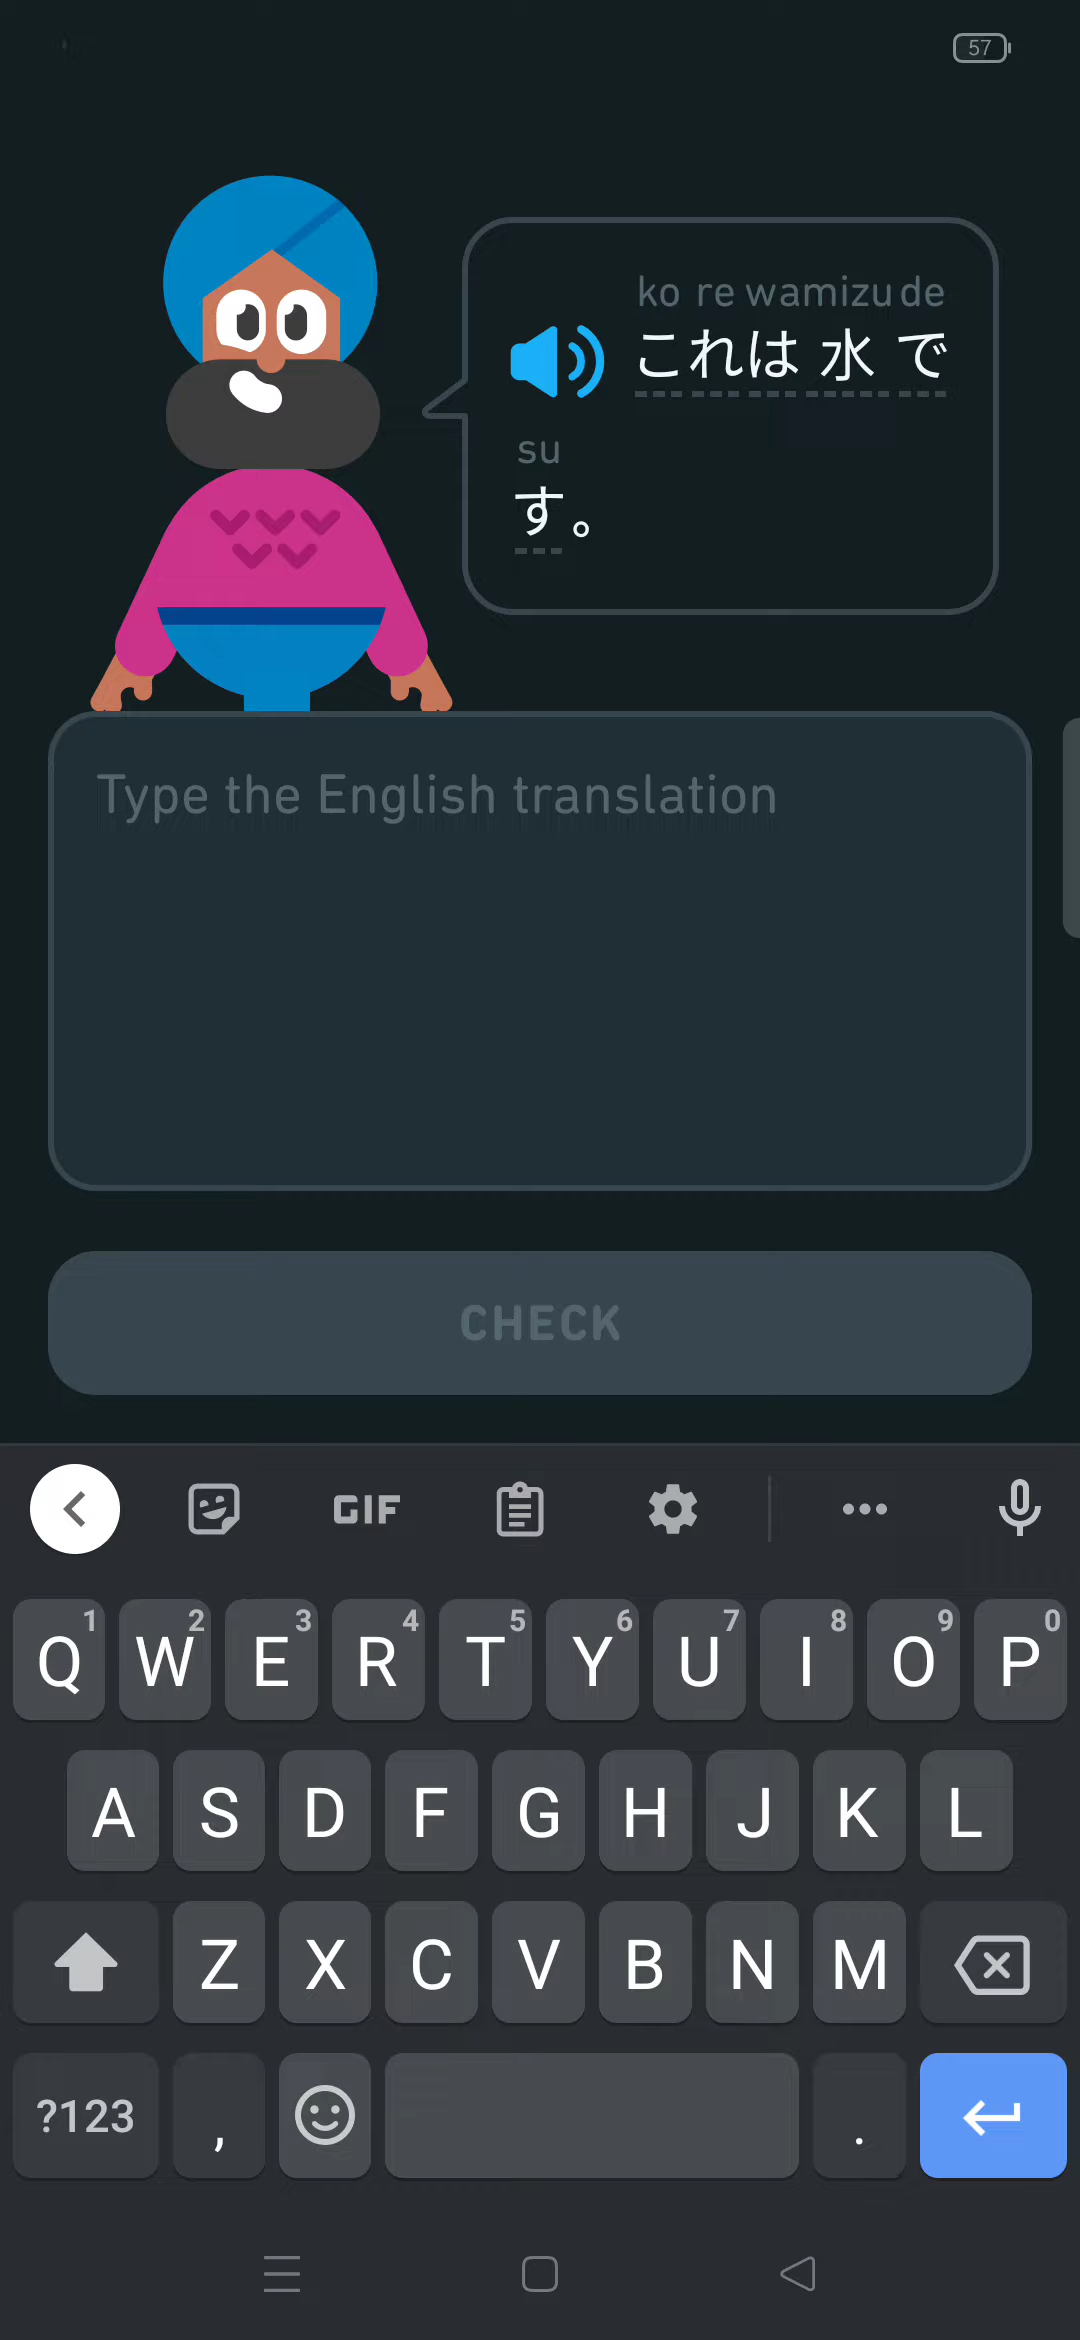 57
ko re wa mizu de
これは 水 で
su
す。
Type the English translation
CHECK
GIF
1 2 3 4 5 6 7 8 9 0
Q W E R T Y U I O P
A S D F G H J K L
Z X C V B N M
?123 , .